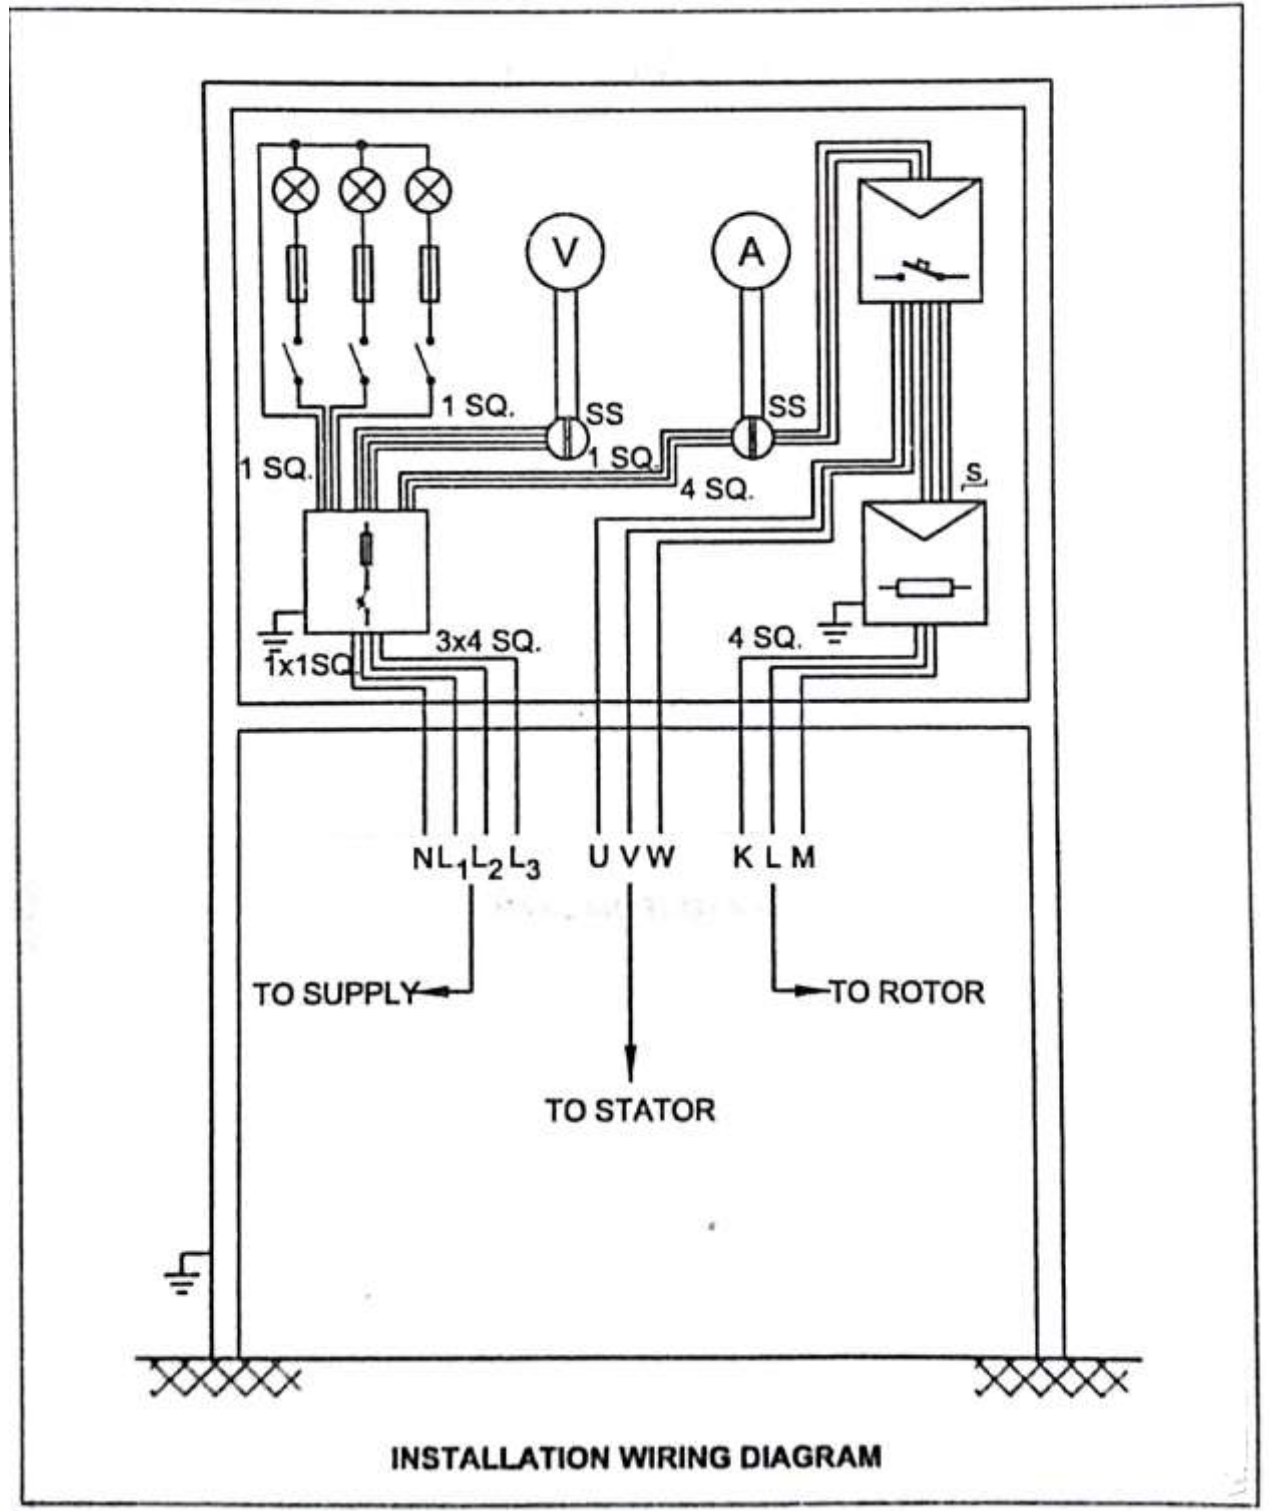 V
A
1 SQ.
SS
SS
1 SQ.
1 SQ.
4 SQ.
S
3x4 SQ.
4 SQ.
1x1SQ.
N L1 L2 L3
U V W
K L M
TO SUPPLY
TO ROTOR
TO STATOR
INSTALLATION WIRING DIAGRAM